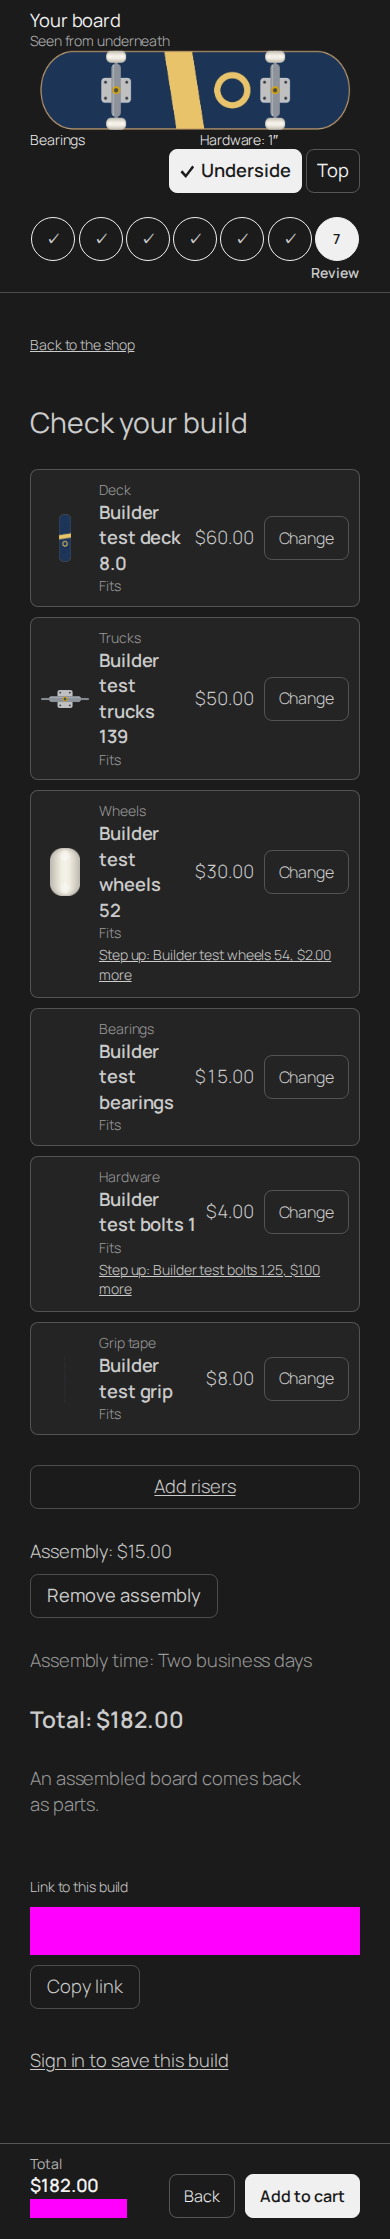 Your board
Seen from underneath
Bearings
Hardware: 1″
✓ Underside
Top
✓ ✓ ✓ ✓ ✓ ✓ 7
Review
Back to the shop
Check your build
Deck
Builder
test deck
8.0
$60.00
Change
Fits
Trucks
Builder
test
trucks
139
$50.00
Change
Fits
Wheels
Builder
test
wheels
52
$30.00
Change
Fits
Step up: Builder test wheels 54, $2.00
more
Bearings
Builder
test
bearings
$15.00
Change
Fits
Hardware
Builder
test bolts 1
$4.00
Change
Fits
Step up: Builder test bolts 1.25, $1.00
more
Grip tape
Builder
test grip
$8.00
Change
Fits
Add risers
Assembly: $15.00
Remove assembly
Assembly time: Two business days
Total: $182.00
An assembled board comes back
as parts.
Link to this build
Copy link
Sign in to save this build
Total
$182.00
Back
Add to cart